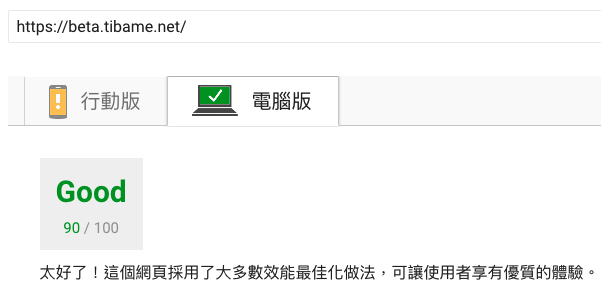 https://beta.tibame.net/
行動版
電腦版
Good
90 / 100
太好了！這個網頁採用了大多數效能最佳化做法，可讓使用者享有優質的體驗。